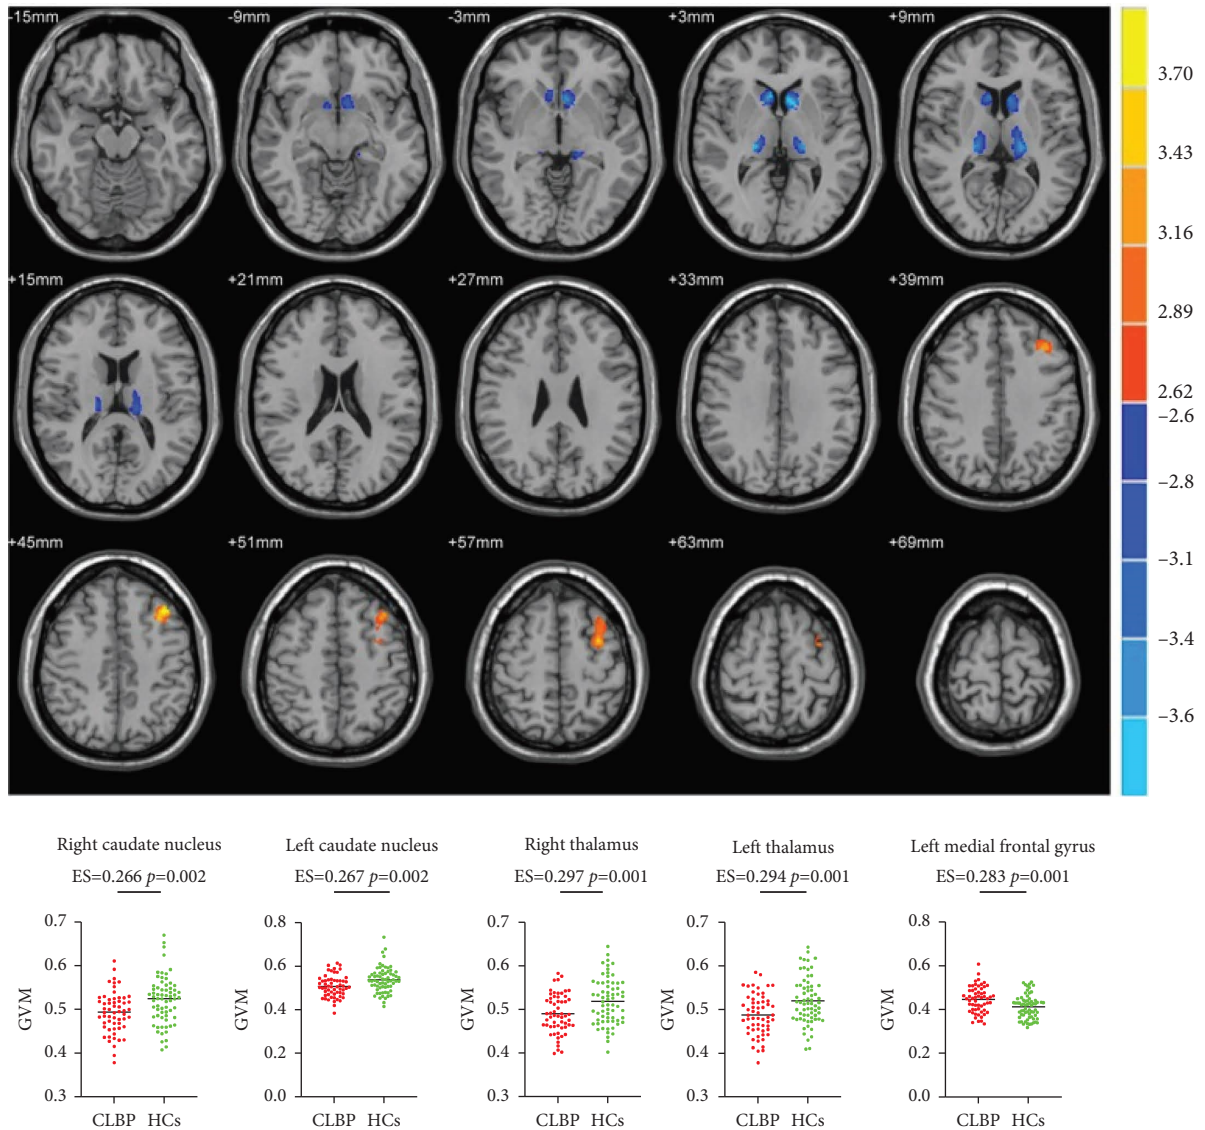 -15mm
-9mm
-3mm
+3mm
+9mm
+15mm
+21mm
+27mm
+33mm
+39mm
+45mm
+51mm
+57mm
+63mm
+69mm
3.70
3.43
3.16
2.89
2.62
−2.6
−2.8
−3.1
−3.4
−3.6
Right caudate nucleus
ES=0.266 p=0.002
GVM
0.7
0.6
0.5
0.4
0.3
CLBP HCs
Left caudate nucleus
ES=0.267 p=0.002
GVM
0.8
0.6
0.4
0.2
0.0
CLBP HCs
Right thalamus
ES=0.297 p=0.001
GVM
0.7
0.6
0.5
0.4
0.3
CLBP HCs
Left thalamus
ES=0.294 p=0.001
GVM
0.7
0.6
0.5
0.4
0.3
CLBP HCs
Left medial frontal gyrus
ES=0.283 p=0.001
GVM
0.8
0.6
0.4
0.2
0.0
CLBP HCs